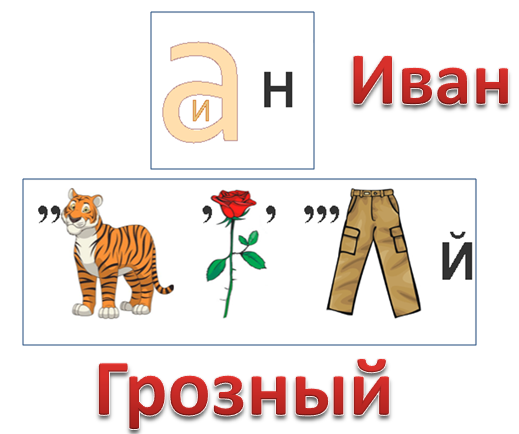 а и н Иван
,, , , ,,, й
Грозный